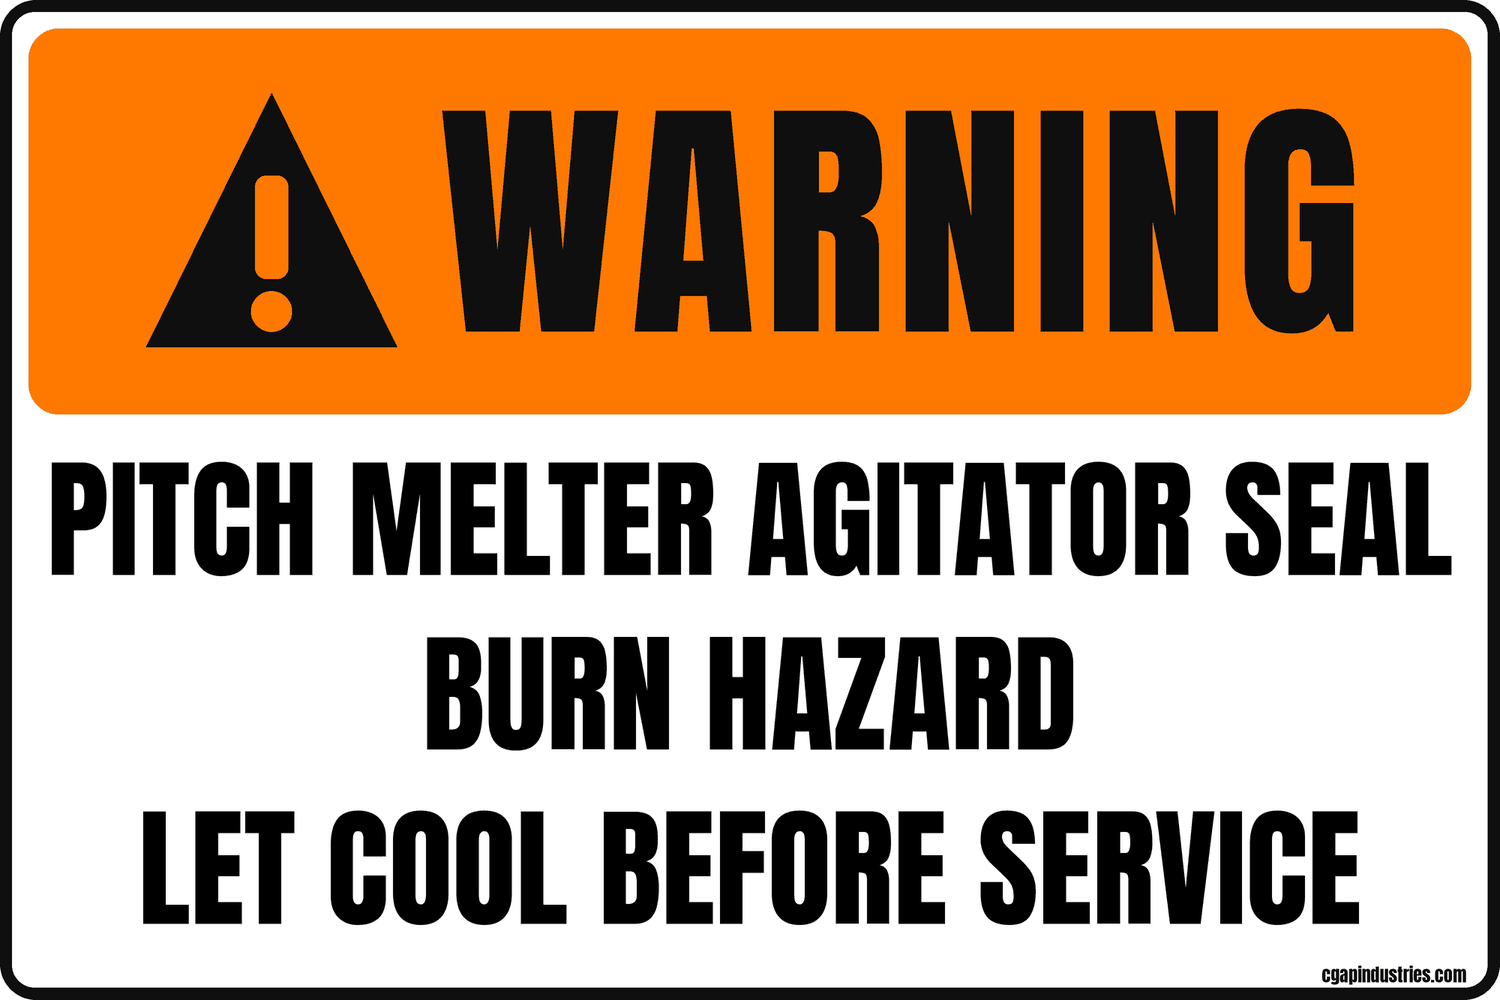 WARNING
PITCH MELTER AGITATOR SEAL
BURN HAZARD
LET COOL BEFORE SERVICE
cgapindustries.com